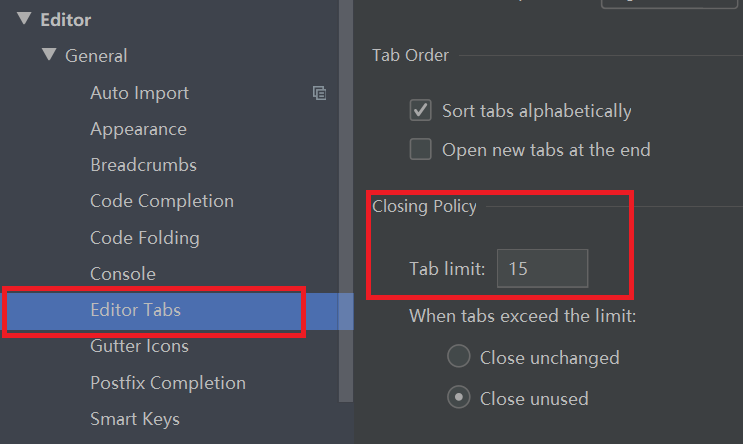 Editor
General
Auto Import
Appearance
Breadcrumbs
Code Completion
Code Folding
Console
Editor Tabs
Gutter Icons
Postfix Completion
Smart Keys
Tab Order
Sort tabs alphabetically
Open new tabs at the end
Closing Policy
Tab limit: 15
When tabs exceed the limit:
Close unchanged
Close unused